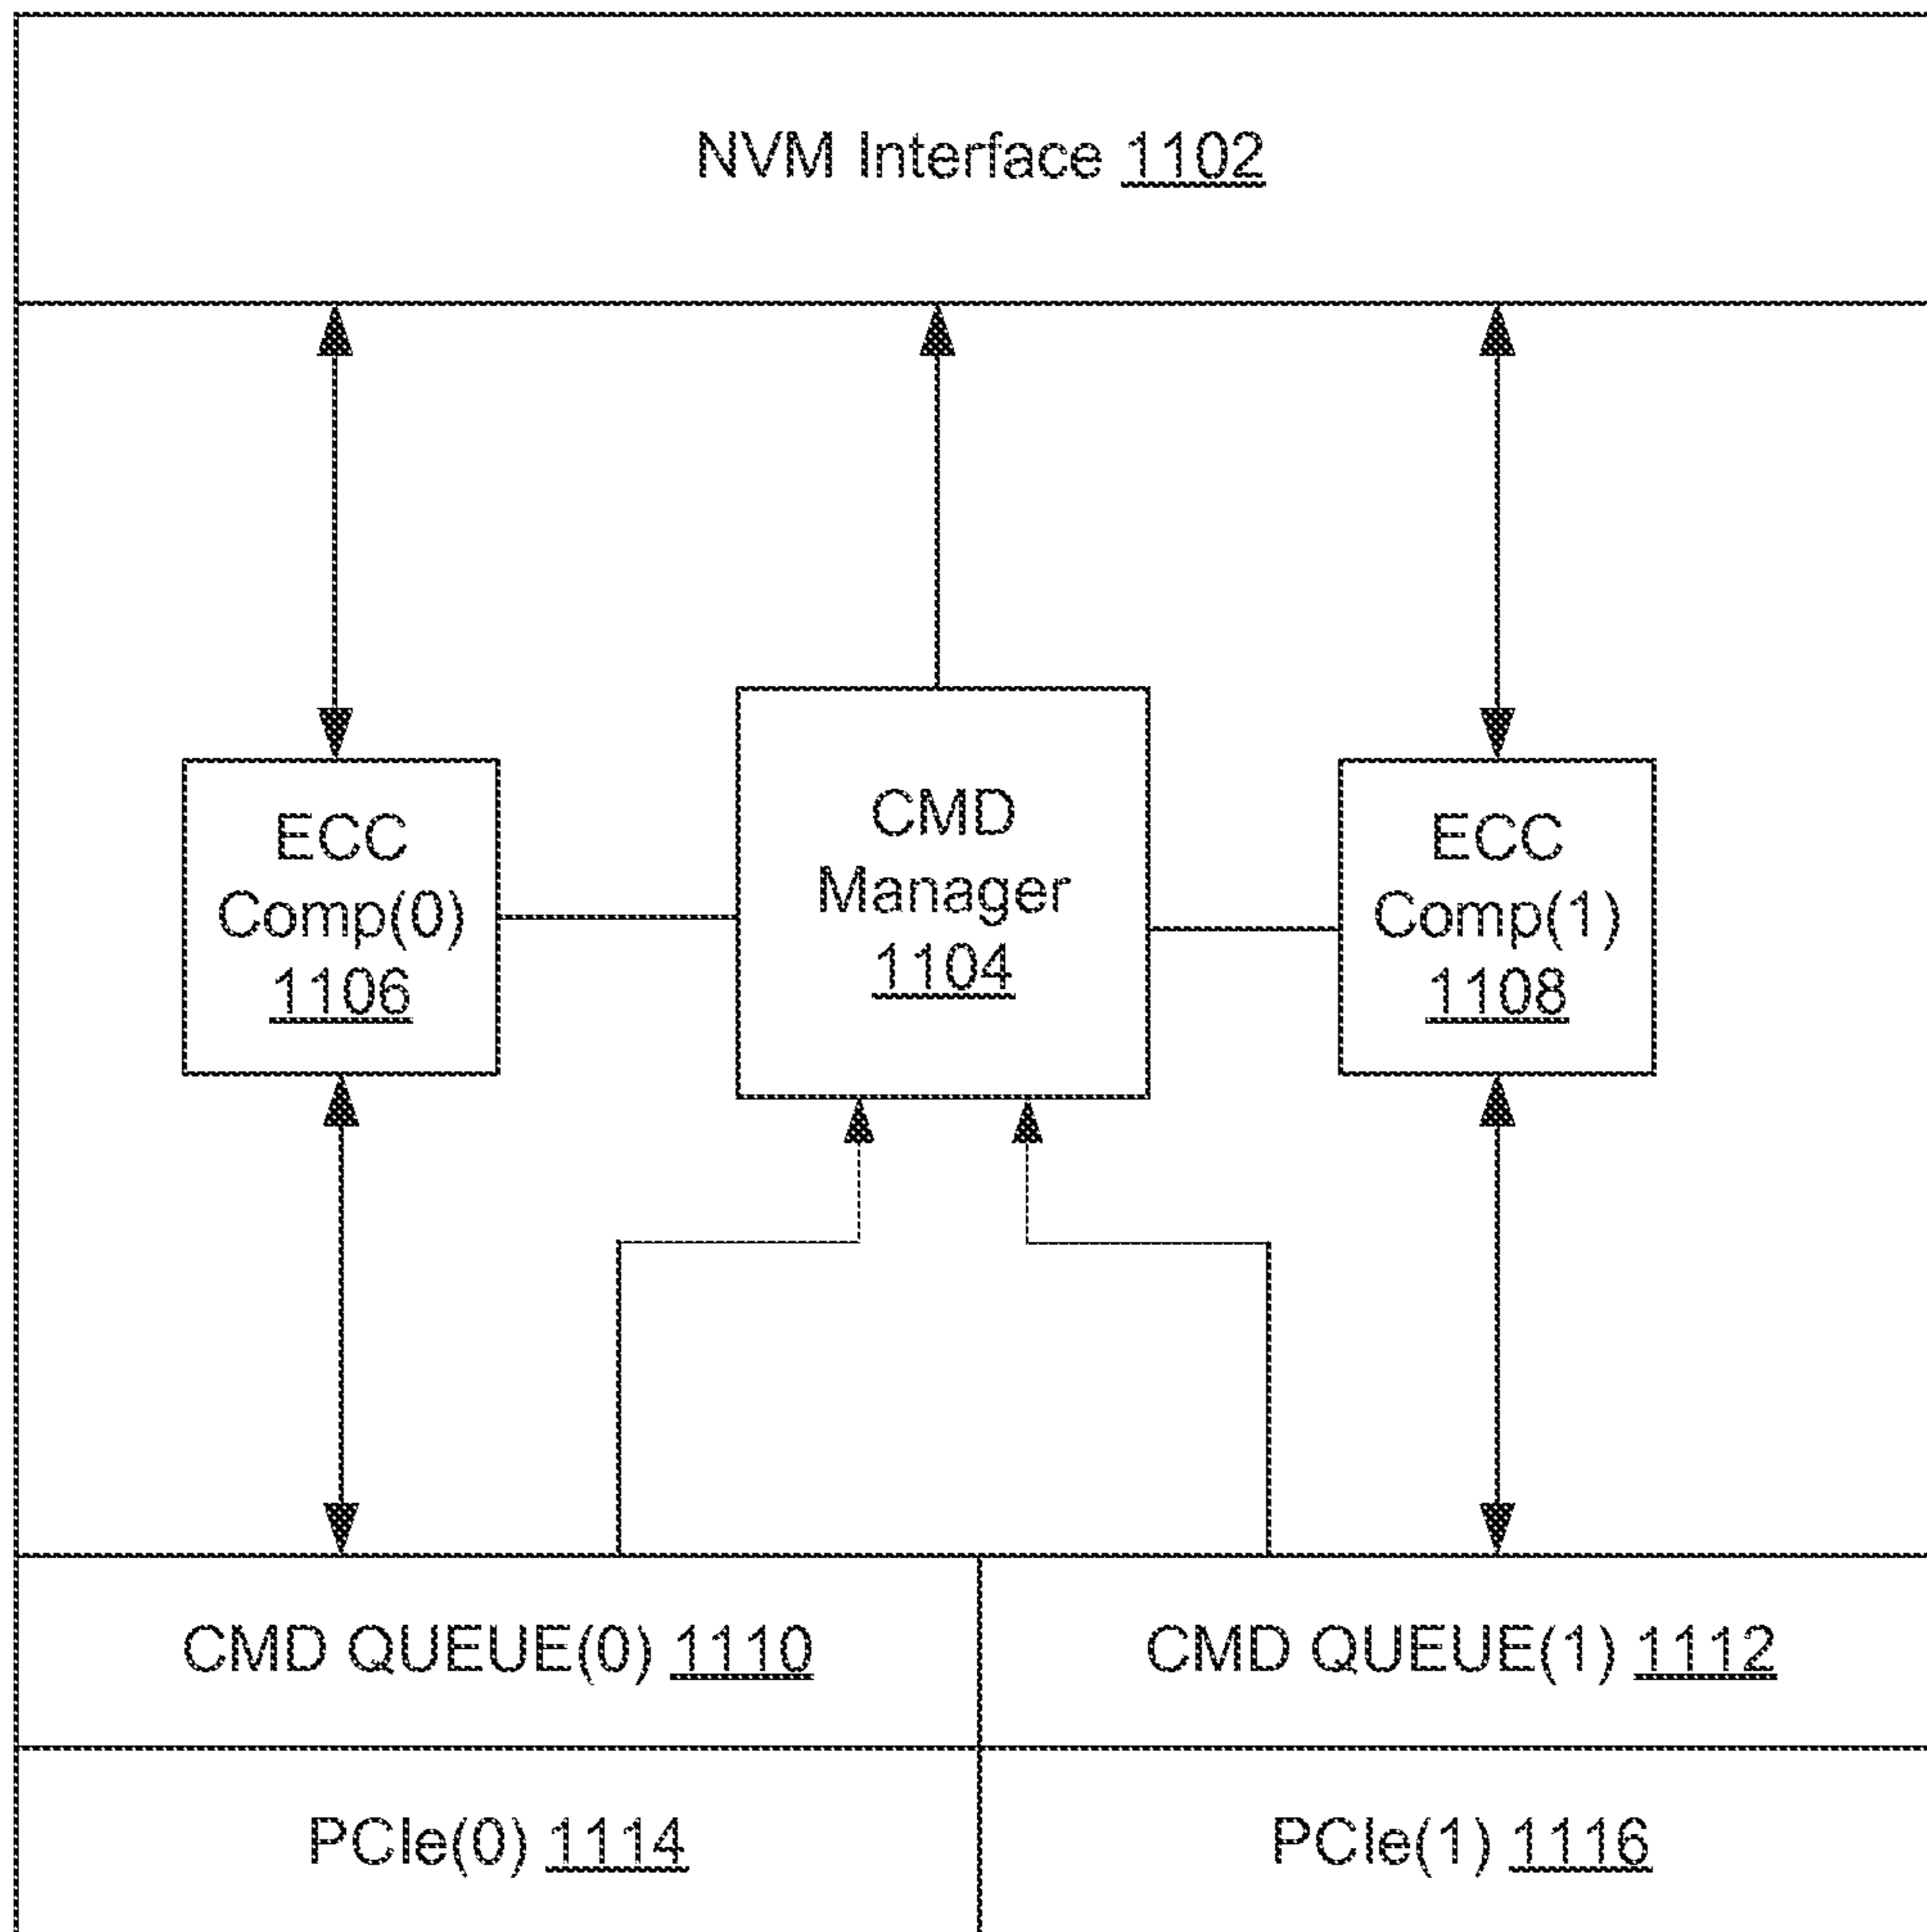 NVM Interface 1102
ECC
Comp(0)
1106
CMD
Manager
1104
ECC
Comp(1)
1108
CMD QUEUE(0) 1110
CMD QUEUE(1) 1112
PCIe(0) 1114
PCIe(1) 1116